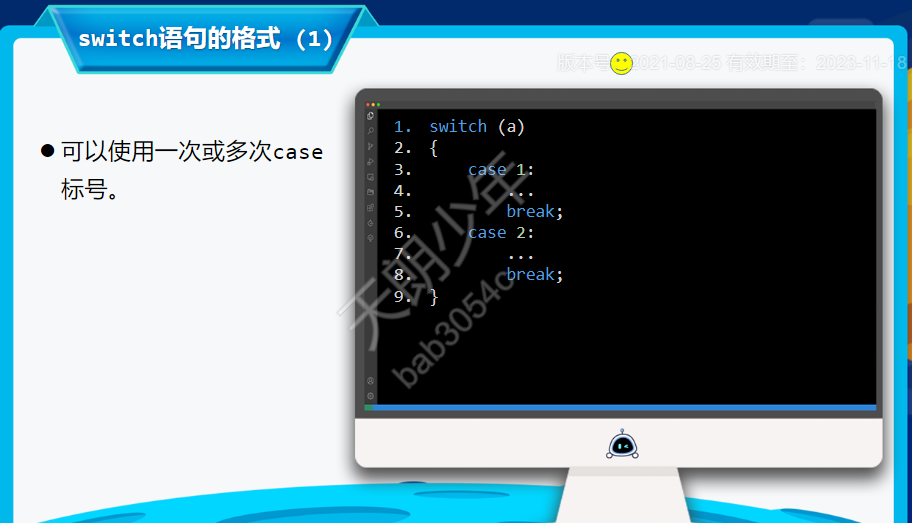 switch语句的格式 (1)
版本号：2021-08-25 有效期至：2023-11-18
●可以使用一次或多次case
标号。
1. switch (a)
2. {
3. case 1:
4. ...
5. break;
6. case 2:
7. ...
8. break;
9. }
天朗少年
bab3054c